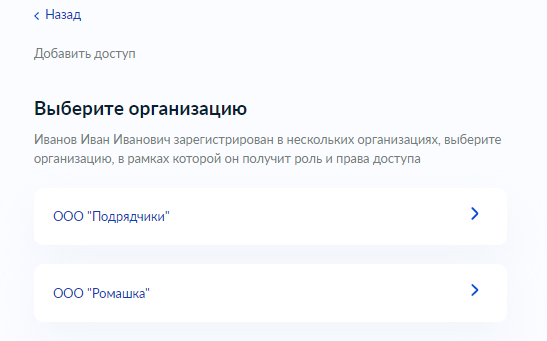 Назад
Добавить доступ
Выберите организацию
Иванов Иван Иванович зарегистрирован в нескольких организациях, выберите
организацию, в рамках которой он получит роль и права доступа
ООО "Подрядчики"
ООО "Ромашка"